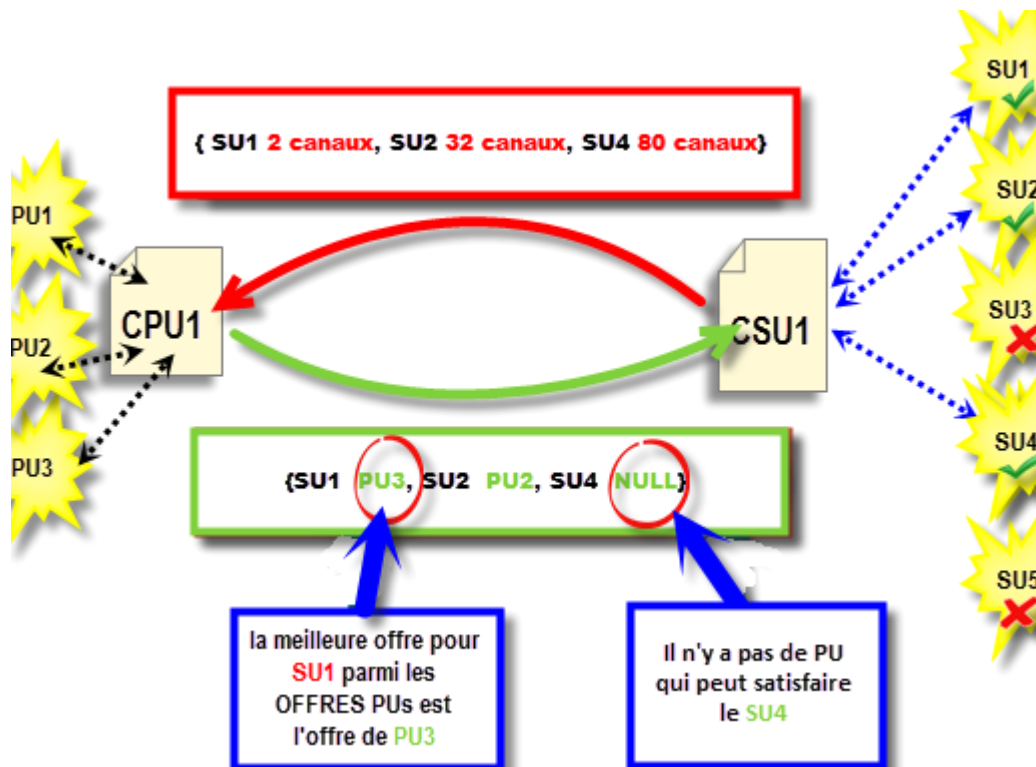 SU1
{ SU1 2 canaux, SU2 32 canaux, SU4 80 canaux}
SU2
PU1
SU3
CPU1
CSU1
PU2
SU4
PU3
{SU1 PU3, SU2 PU2, SU4 NULL}
SU5
la meilleure offre pour
SU1 parmi les
OFFRES PUs est
l'offre de PU3
Il n'y a pas de PU
qui peut satisfaire
le SU4